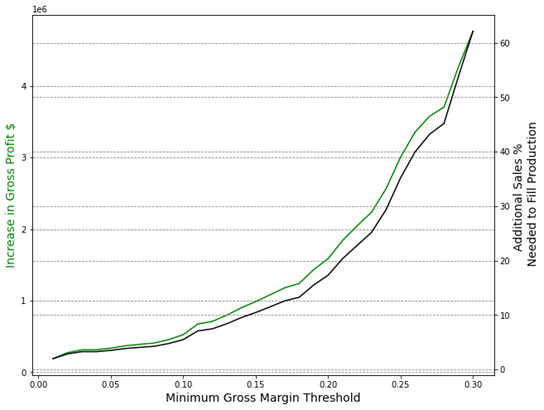 1e6
4
3
2
1
0
Increase in Gross Profit $
60
50
40
30
20
10
0
Additional Sales %
Needed to Fill Production
0.00 0.05 0.10 0.15 0.20 0.25 0.30
Minimum Gross Margin Threshold